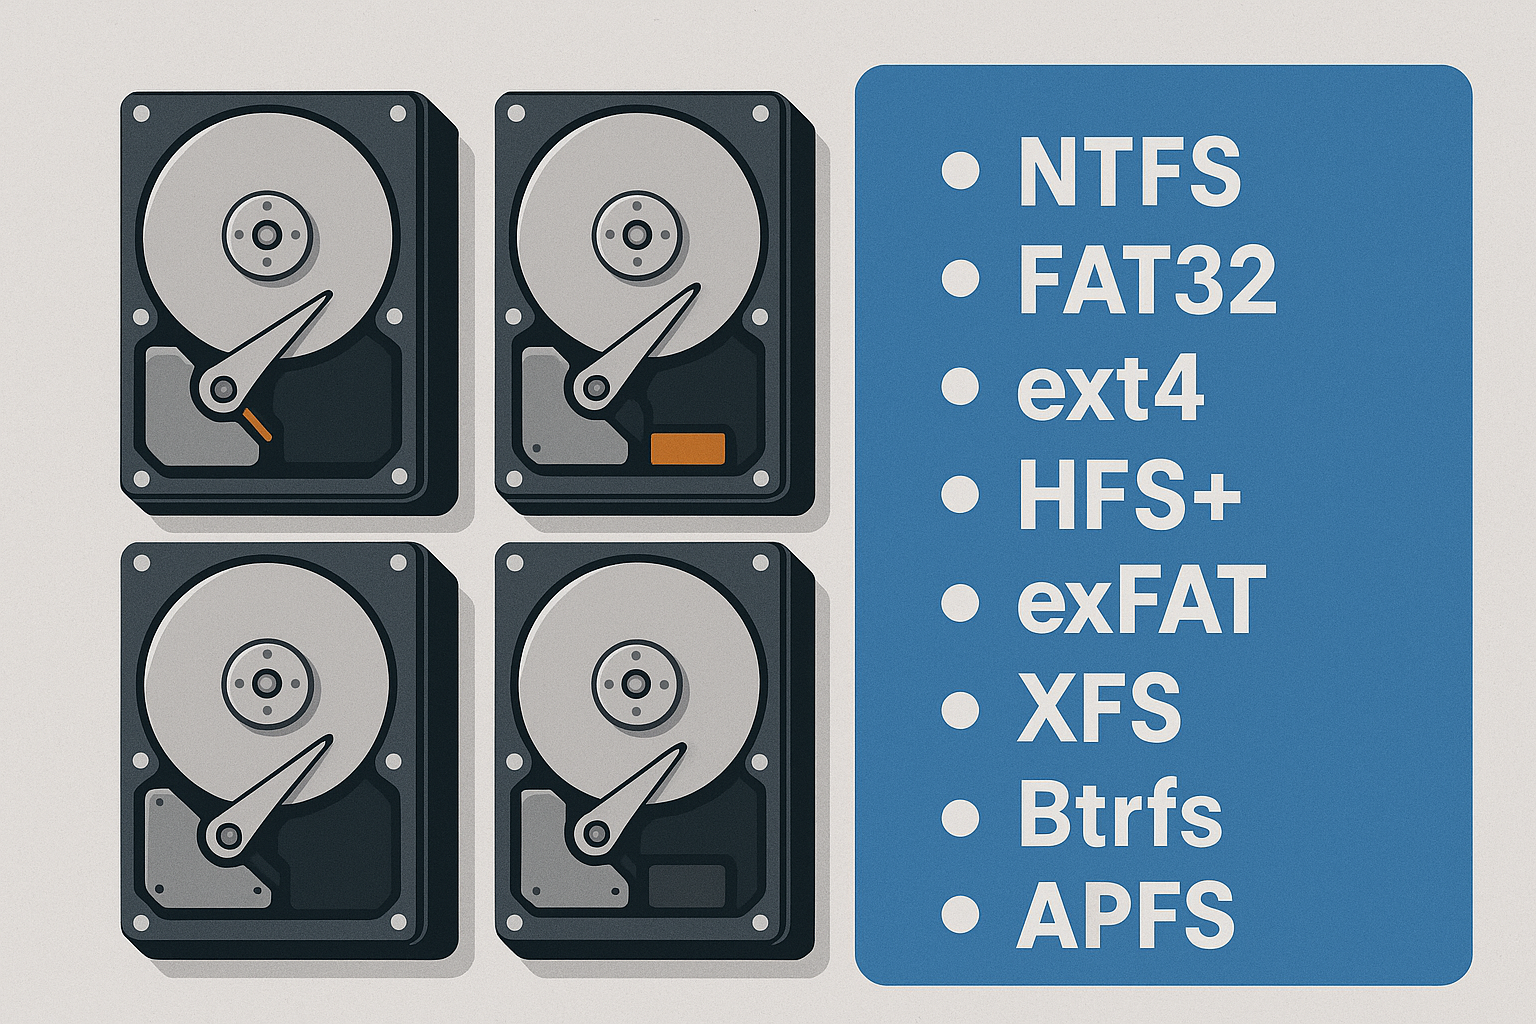 • NTFS
• FAT32
• ext4
• HFS+
• exFAT
• XFS
• Btrfs
• APFS